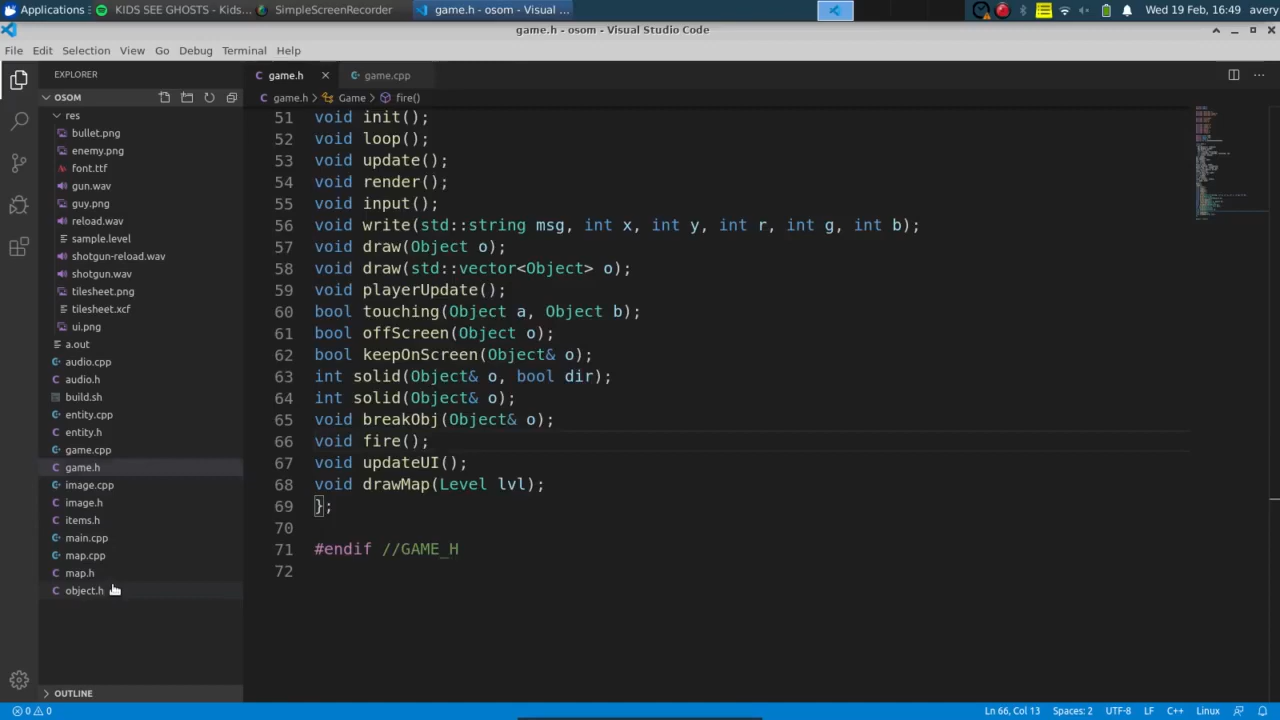 Applications
KIDS SEE GHOSTS - Kids...
SimpleScreenRecorder
game.h - osom - Visual ...
Wed 19 Feb, 16:49
avery
game.h - osom - Visual Studio Code
File Edit Selection View Go Debug Terminal Help
EXPLORER
OSOM
res
bullet.png
enemy.png
font.ttf
gun.wav
guy.png
reload.wav
sample.level
shotgun-reload.wav
shotgun.wav
tilesheet.png
tilesheet.xcf
ui.png
a.out
audio.cpp
audio.h
build.sh
entity.cpp
entity.h
game.cpp
game.h
image.cpp
image.h
items.h
main.cpp
map.cpp
map.h
object.h
OUTLINE
C game.h
game.cpp
C game.h > Game > fire()
51 void init();
52 void loop();
53 void update();
54 void render();
55 void input();
56 void write(std::string msg, int x, int y, int r, int g, int b);
57 void draw(Object o);
58 void draw(std::vector<Object> o);
59 void playerUpdate();
60 bool touching(Object a, Object b);
61 bool offScreen(Object o);
62 bool keepOnScreen(Object& o);
63 int solid(Object& o, bool dir);
64 int solid(Object& o);
65 void breakObj(Object& o);
66 void fire();
67 void updateUI();
68 void drawMap(Level lvl);
69 };
70
71 #endif //GAME_H
72
0 0
Ln 66, Col 13 Spaces: 2 UTF-8 LF C++ Linux